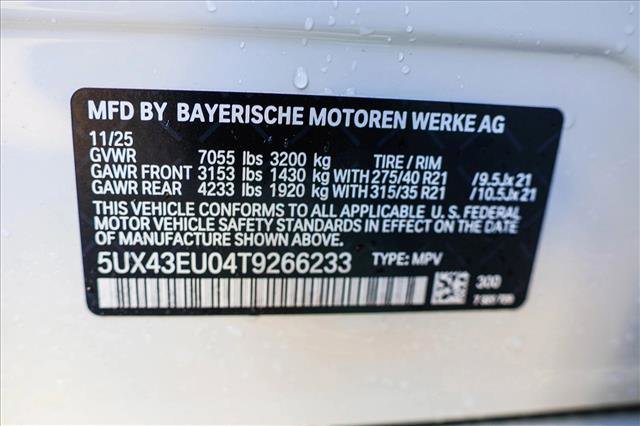 MFD BY BAYERISCHE MOTOREN WERKE AG
11/25
GVWR 7055 lbs 3200 kg TIRE / RIM
GAWR FRONT 3153 lbs 1430 kg WITH 275/40 R21 /9.5Jx21
GAWR REAR 4233 lbs 1920 kg WITH 315/35 R21 /10.5Jx21
THIS VEHICLE CONFORMS TO ALL APPLICABLE U. S. FEDERAL
MOTOR VEHICLE SAFETY STANDARDS IN EFFECT ON THE DATE
OF MANUFACTURE SHOWN ABOVE.
5UX43EU04T9266233 TYPE: MPV
300